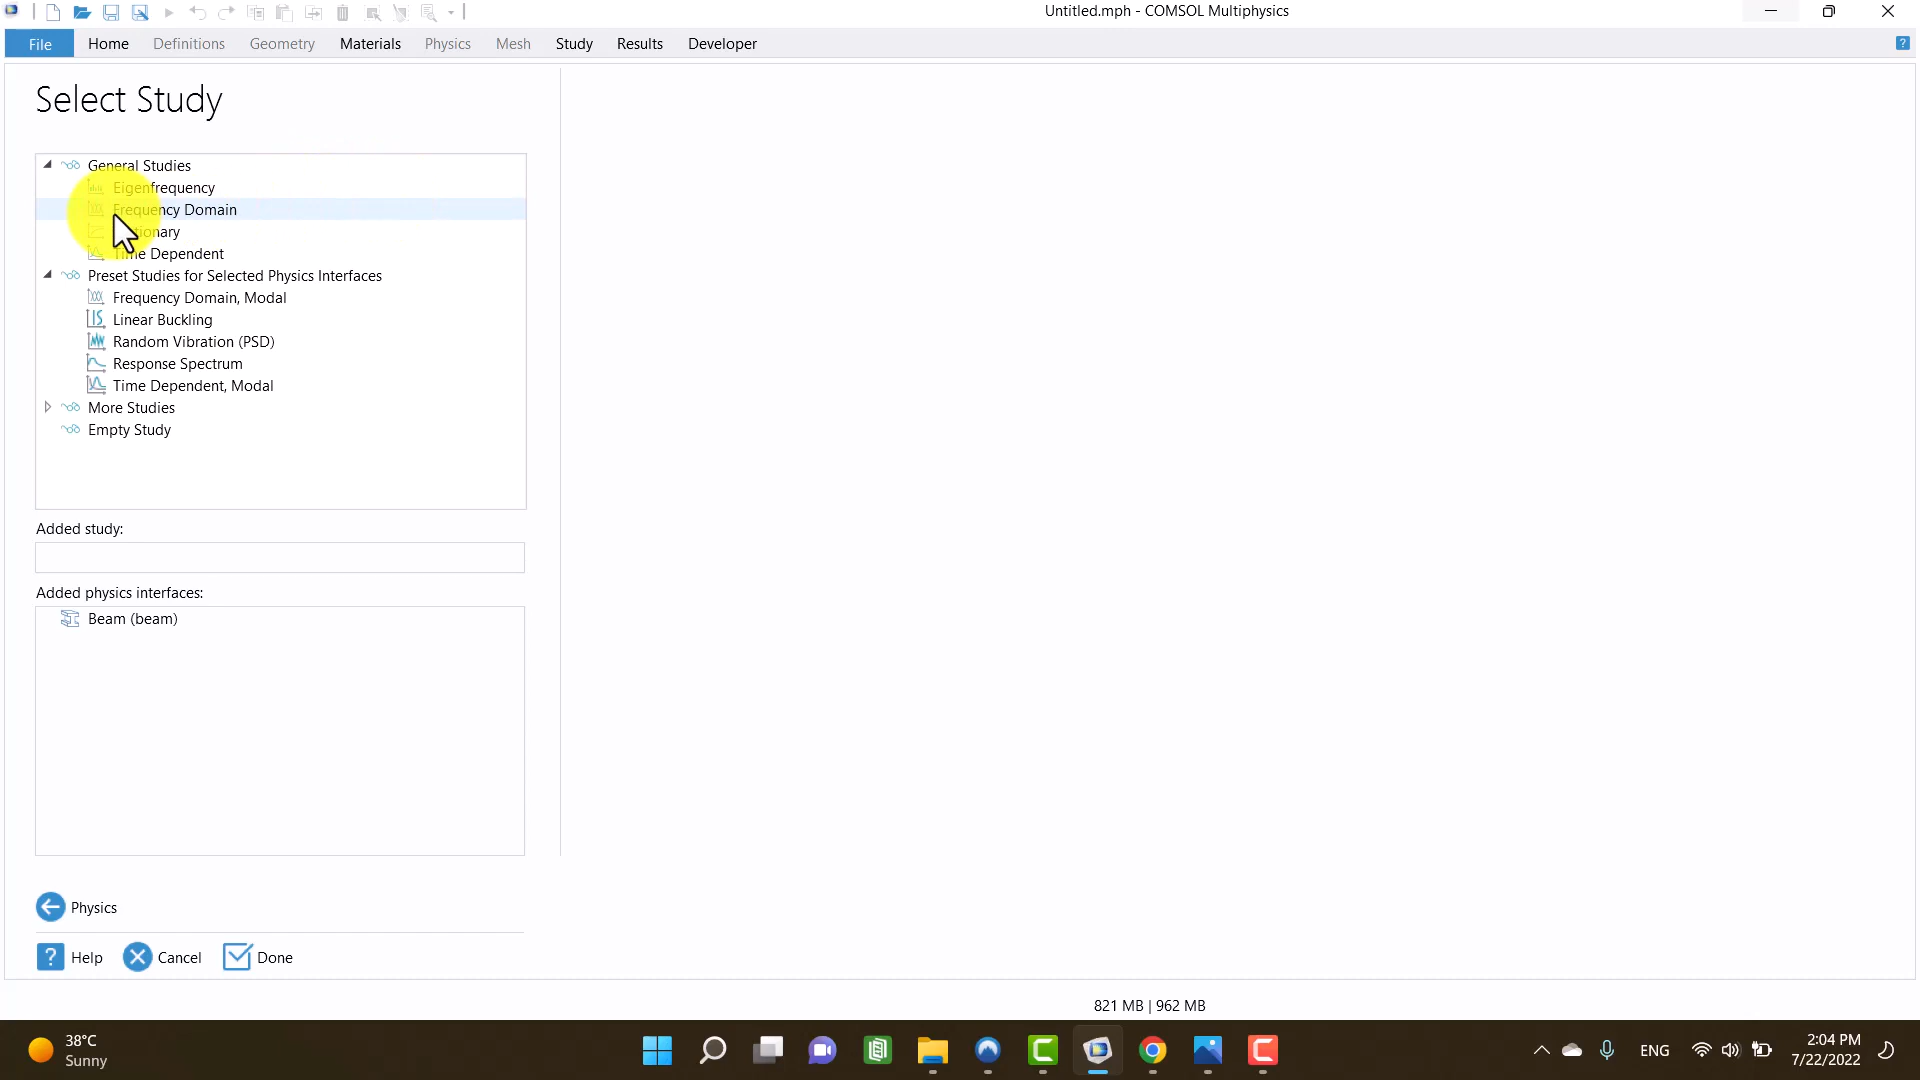 Untitled.mph - COMSOL Multiphysics
File Home Definitions Geometry Materials Physics Mesh Study Results Developer
?
Select Study
General Studies
Eigenfrequency
Frequency Domain
Time Dependent
Preset Studies for Selected Physics Interfaces
Frequency Domain, Modal
Linear Buckling
Random Vibration (PSD)
Response Spectrum
Time Dependent, Modal
More Studies
Empty Study
Added study:
Added physics interfaces:
Beam (beam)
Physics
? Help Cancel Done
821 MB | 962 MB
38°C
Sunny
ENG
2:04 PM
7/22/2022